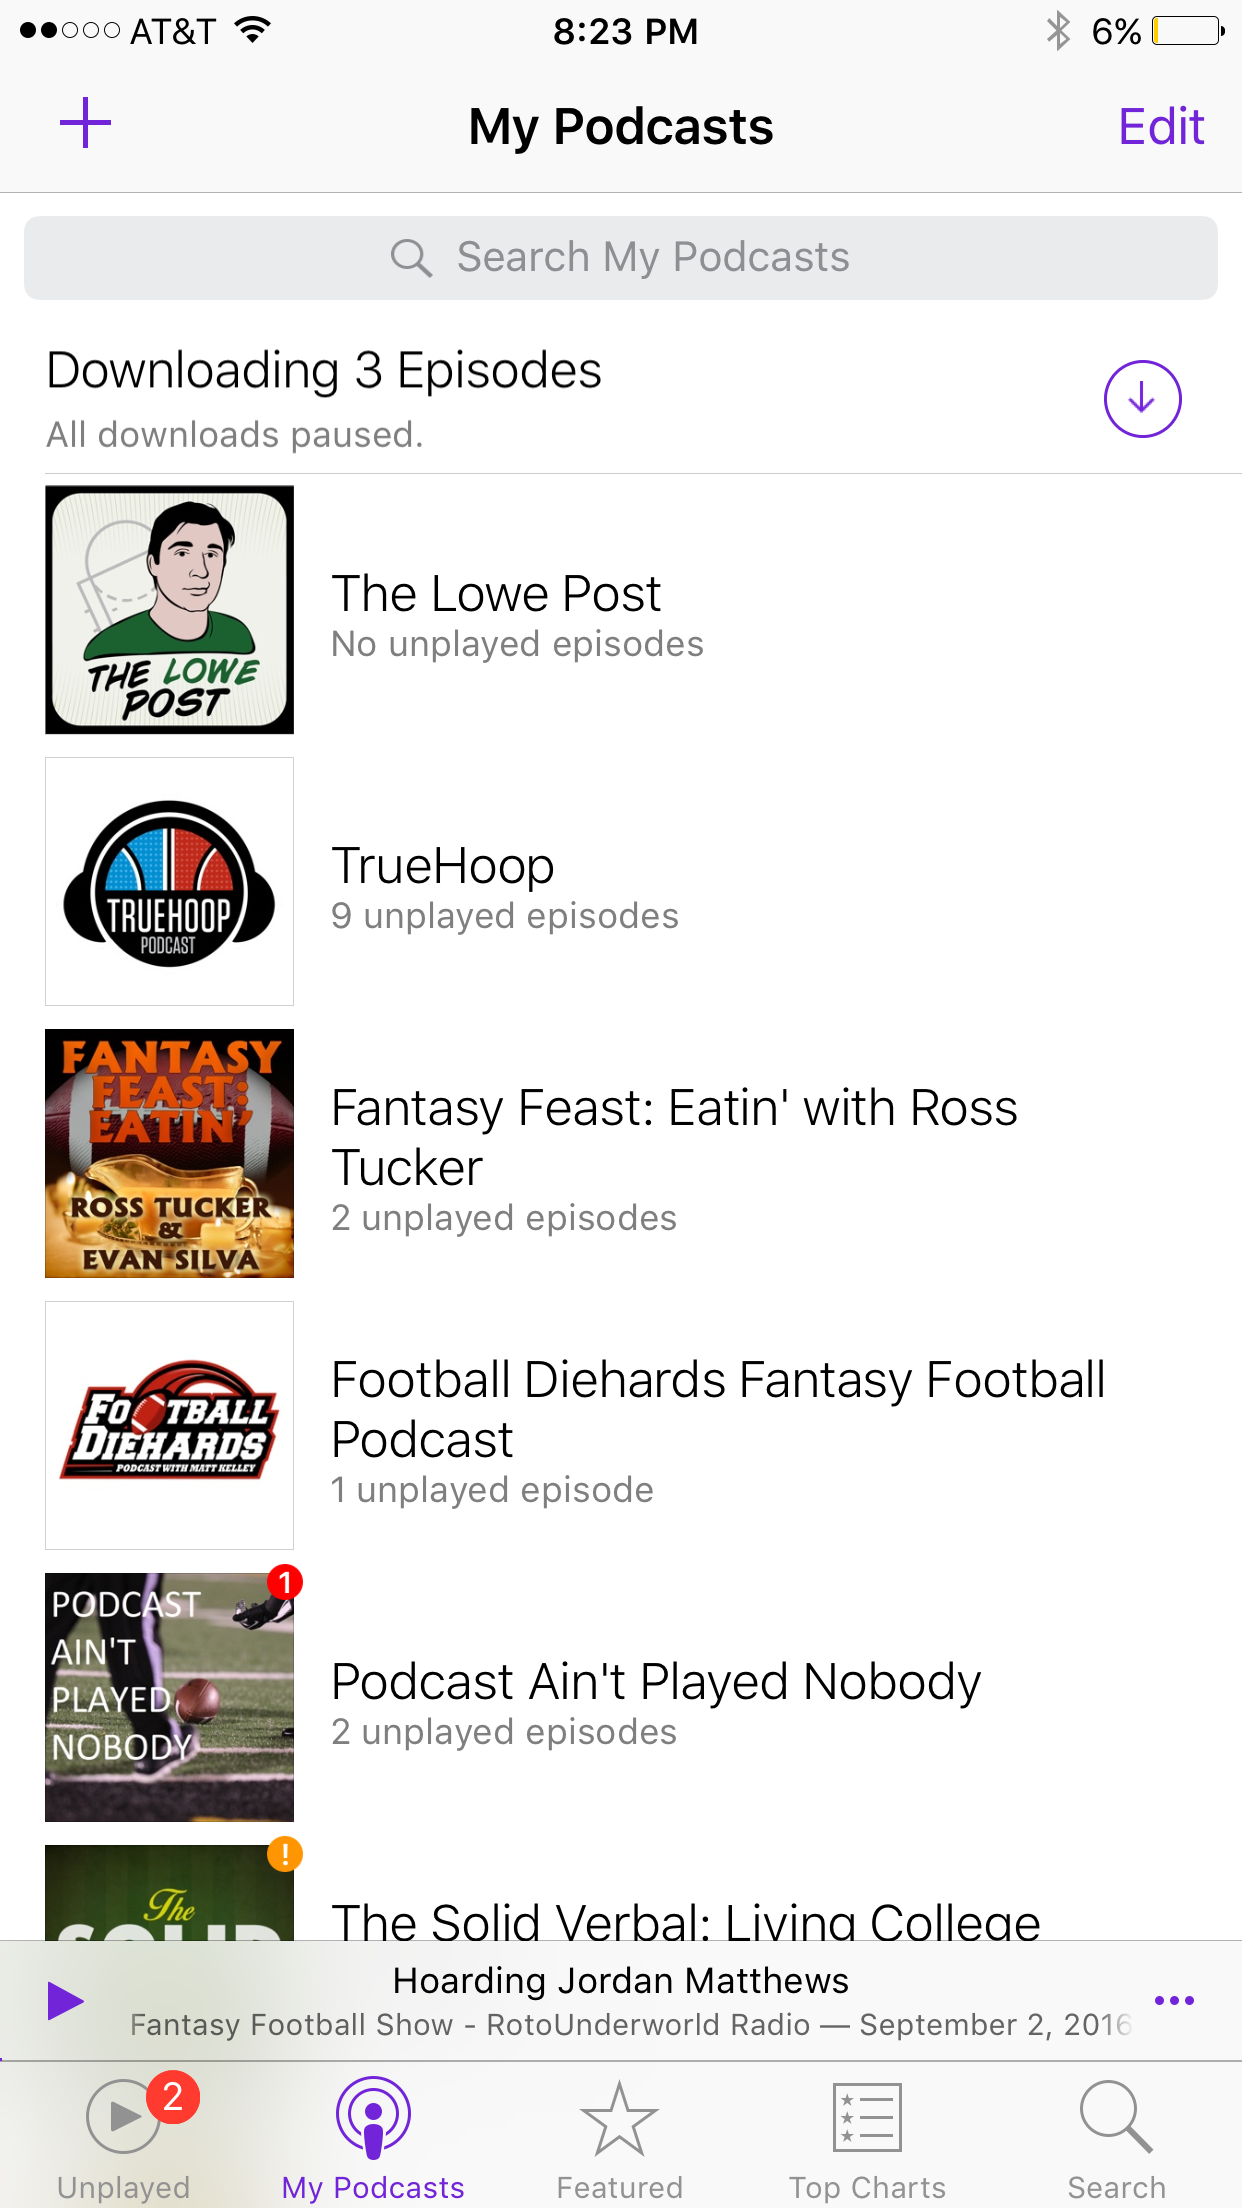 AT&T 8:23 PM 6%
My Podcasts Edit
Search My Podcasts
Downloading 3 Episodes
All downloads paused.
THE LOWE
POST
The Lowe Post
No unplayed episodes
TRUEHOOP
PODCAST
TrueHoop
9 unplayed episodes
FANTASY
FEAST:
EATIN'
ROSS TUCKER
&
EVAN SILVA
Fantasy Feast: Eatin' with Ross
Tucker
2 unplayed episodes
FOOTBALL
DIEHARDS
PODCAST WITH MATT KELLEY
Football Diehards Fantasy Football
Podcast
1 unplayed episode
1
PODCAST
AIN'T
PLAYED
NOBODY
Podcast Ain't Played Nobody
2 unplayed episodes
!
The
SOLID
The Solid Verbal: Living College
Hoarding Jordan Matthews
Fantasy Football Show - RotoUnderworld Radio — September 2, 2016
2
Unplayed My Podcasts Featured Top Charts Search